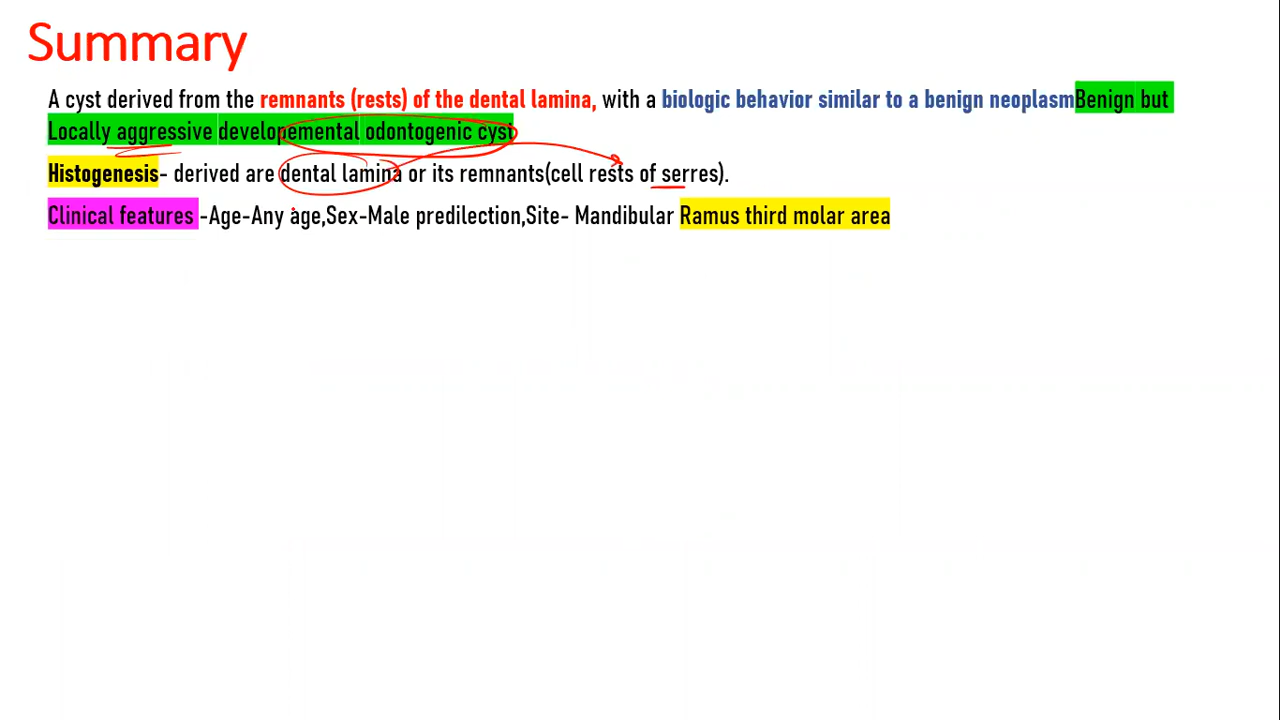 Summary
A cyst derived from the remnants (rests) of the dental lamina, with a biologic behavior similar to a benign neoplasmBenign but
Locally aggressive developemental odontogenic cyst
Histogenesis- derived are dental lamina or its remnants(cell rests of serres).
Clinical features -Age-Any age,Sex-Male predilection,Site- Mandibular Ramus third molar area